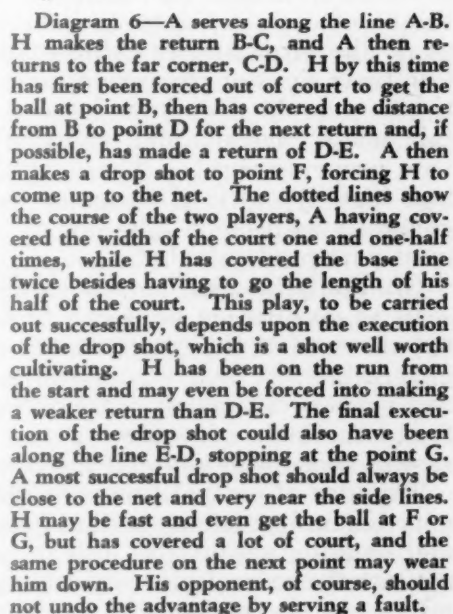 Diagram 6—A serves along the line A-B.
H makes the return B-C, and A then re-
turns to the far corner, C-D. H by this time
has first been forced out of court to get the
ball at point B, then has covered the distance
from B to point D for the next return and, if
possible, has made a return of D-E. A then
makes a drop shot to point F, forcing H to
come up to the net. The dotted lines show
the course of the two players, A having cov-
ered the width of the court one and one-half
times, while H has covered the base line
twice besides having to go the length of his
half of the court. This play, to be carried
out successfully, depends upon the execution
of the drop shot, which is a shot well worth
cultivating. H has been on the run from
the start and may even be forced into making
a weaker return than D-E. The final execu-
tion of the drop shot could also have been
along the line E-D, stopping at the point G.
A most successful drop shot should always be
close to the net and very near the side lines.
H may be fast and even get the ball at F or
G, but has covered a lot of court, and the
same procedure on the next point may wear
him down. His opponent, of course, should
not undo the advantage by serving a fault.